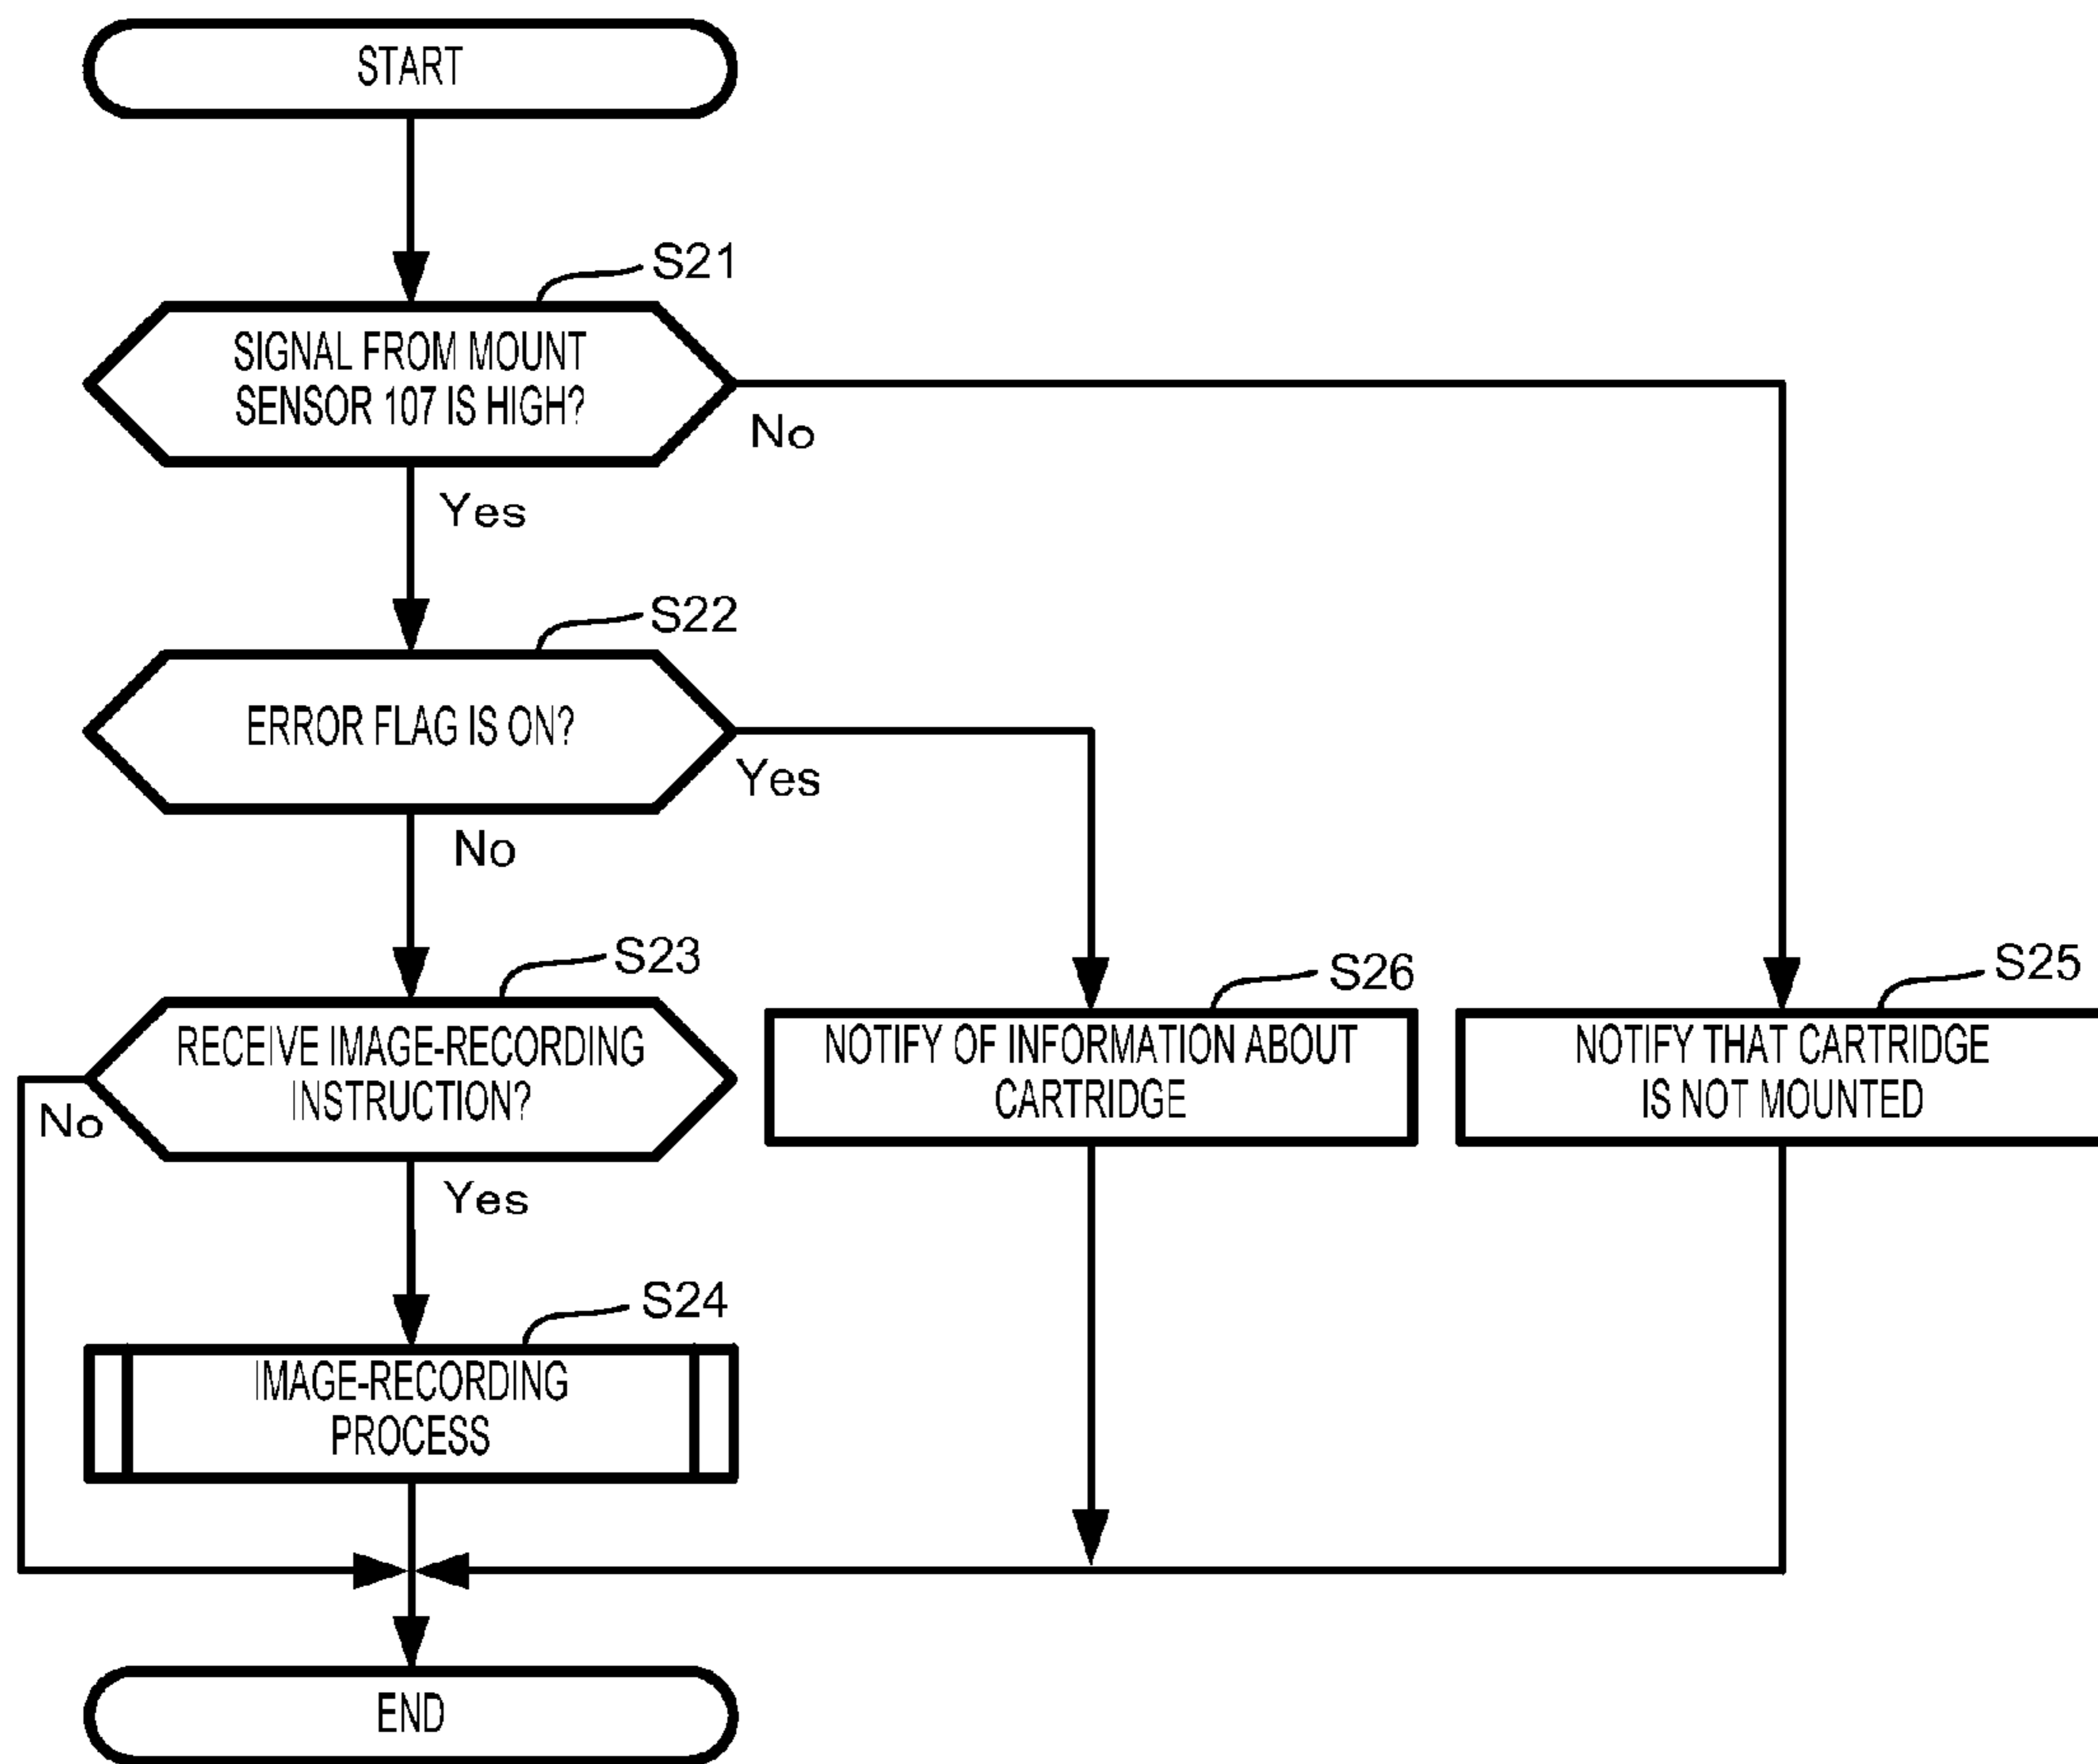 START
S21
SIGNAL FROM MOUNT
SENSOR 107 IS HIGH?
No
Yes
S22
ERROR FLAG IS ON?
Yes
No
S23
RECEIVE IMAGE-RECORDING
INSTRUCTION?
No
Yes
S26
NOTIFY OF INFORMATION ABOUT
CARTRIDGE
S25
NOTIFY THAT CARTRIDGE
IS NOT MOUNTED
S24
IMAGE-RECORDING
PROCESS
END